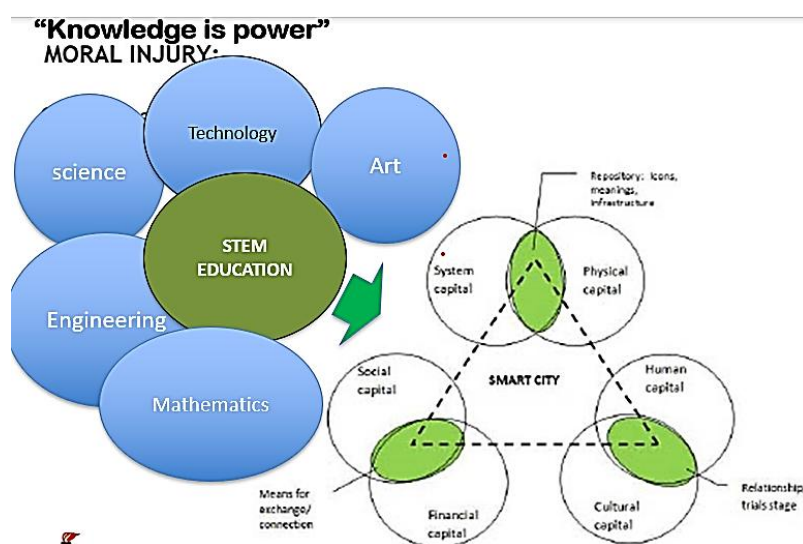 “Knowledge is power”
MORAL INJURY:
Technology
science
Art
STEM
EDUCATION
Engineering
Mathematics
Repository: Icons,
meanings,
Infrastructure
System
capital
Physical
capital
Social
capital
SMART CITY
Human
capital
Means for
exchange/
connection
Financial
capital
Cultural
capital
Relationship
trials stage